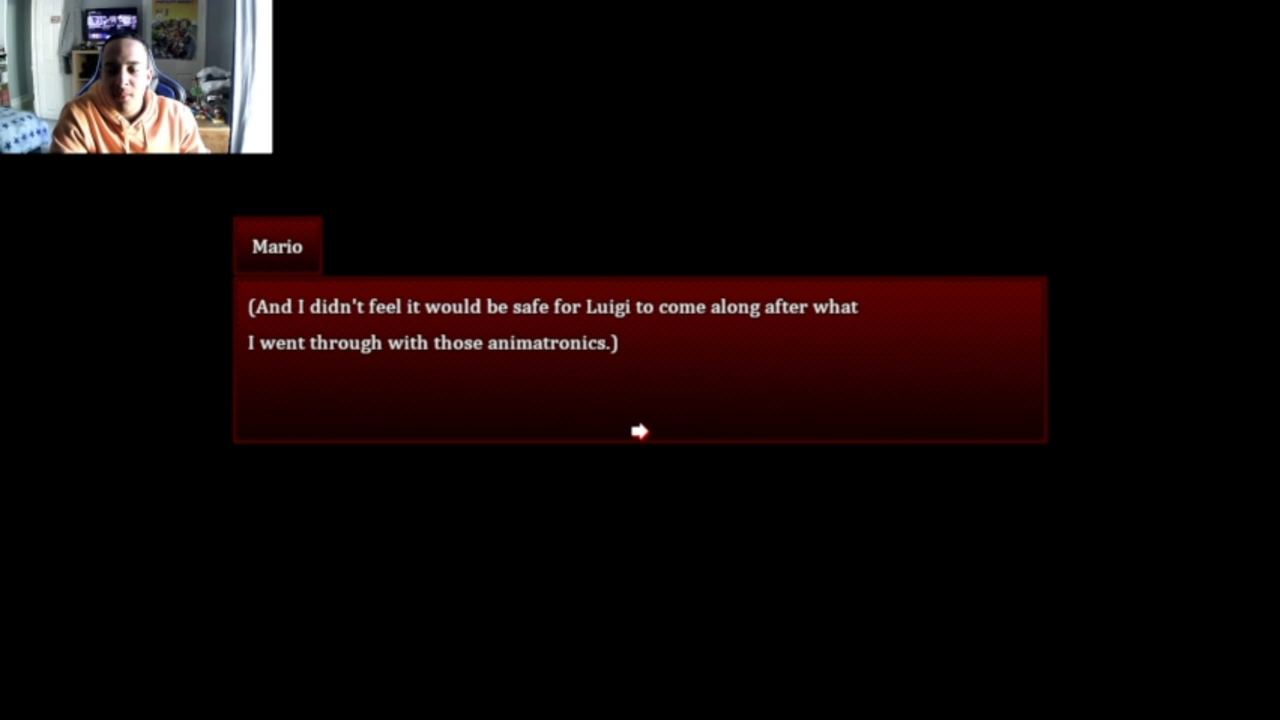 Mario
(And I didn't feel it would be safe for Luigi to come along after what
I went through with those animatronics.)